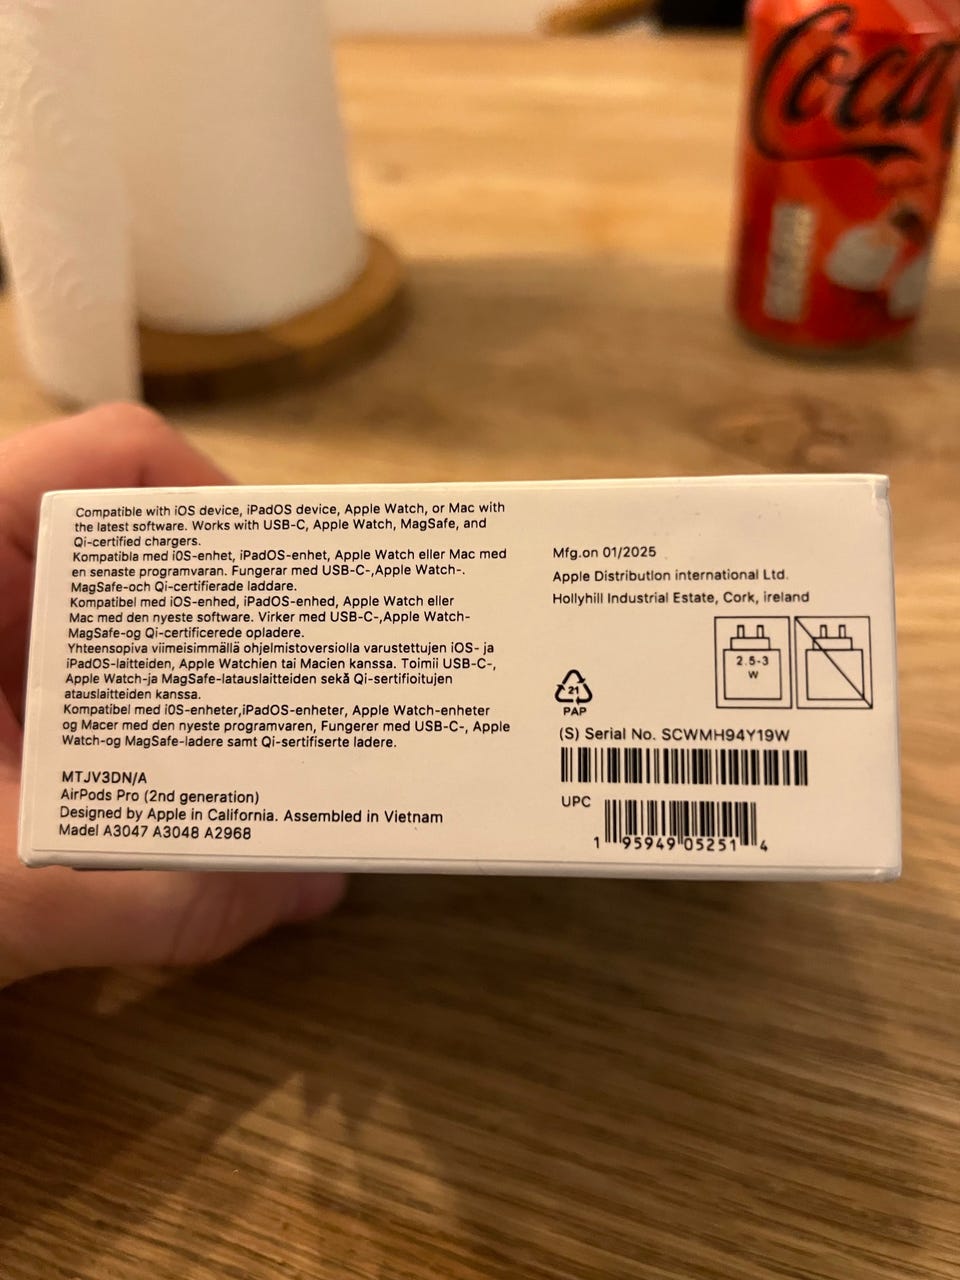 Coca
Compatible with iOS device, iPadOS device, Apple Watch, or Mac with
the latest software. Works with USB-C, Apple Watch, MagSafe, and
Qi-certified chargers.
Kompatibla med i0S-enhet, iPadOS-enhet, Apple Watch eller Mac med
en senaste programvaran. Fungerar med USB-C-,Apple Watch-.
MagSafe-och Qi-certifierade laddare.
Kompatibel med iOS-enhed, iPadOS-enhed, Apple Watch eller
Mac med den nyeste software. Virker med USB-C-,Apple Watch-
MagSafe-og Qi-certificerede opladere.
Yhteensopiva viimeisimmällä ohjelmistoversiolla varustettujen iOS- ja
iPadOS-laitteiden, Apple Watchien tai Macien kanssa. Toimii USB-C-,
Apple Watch-ja MagSafe-latauslaitteiden sekå Qi-sertifioitujen
atauslaitteiden kanssa.
Kompatibel med i0S-enheter,iPadOS-enheter, Apple Watch-enheter
og Macer med den nyeste programvaren, Fungerer med USB-C-, Apple
Watch-og MagSafe-ladere samt Qi-sertifiserte ladere.
MTJV3DN/A
AirPods Pro (2nd generation)
Designed by Apple in California. Assembled in Vietnam
Madel A3047 A3048 A2968
Mfg.on 01/2025
Apple Distributlon international Ltd.
Hollyhill Industrial Estate, Cork, ireland
2.5-3
W
21
PAP
(S) Serial No. SCWMH94Y19W
UPC
1 95949 05251 4